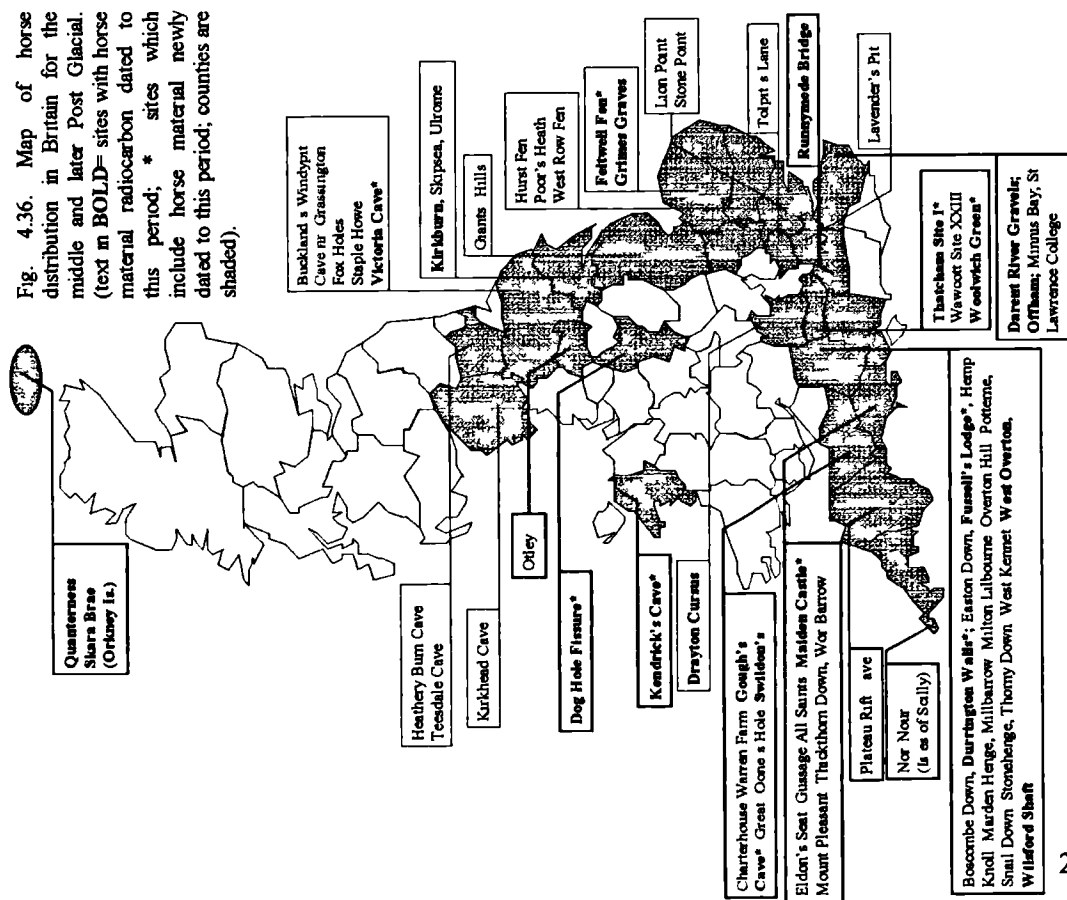 Fig. 4.36. Map of horse
distribution in Britain for the
middle and later Post Glacial.
(text in BOLD= sites with horse
material radiocarbon dated to
this period; * sites which
include horse material newly
dated to this period; counties are
shaded).
Quanterness
Skara Brae
(Orkney Is.)
Buckland s Windypit
Cave nr Grassington
Fox Holes
Staple Howe
Victoria Cave*
Kirkburn, Skipsea, Ulrome
Giants Hills
Hurst Fen
Poor's Heath
West Row Fen
Feltwell Fen*
Grimes Graves
Lion Point
Stone Point
Tolpit s Lane
Runnymede Bridge
Lavender's Pit
Heathery Burn Cave
Teesdale Cave
Kirkhead Cave
Otley
Dog Hole Fissure*
Kendrick's Cave*
Drayton Cursus
Charterhouse Warren Farm Gough's
Cave* Great Oone s Hole Swildon's
Eldon's Seat Gussage All Saints Maiden Castle*
Mount Pleasant Thickthorn Down, Wor Barrow
Plateau Rift ave
Nor Nour
(Is es of Scilly)
Thatcham Site I*
Wawcott Site XXIII
Woolwich Green*
Darent River Gravels;
Offham; Minnus Bay, St
Lawrence College
Boscombe Down, Durrington Walls*; Easton Down, Fussell's Lodge*, Hemp
Knoll Marden Henge, Millbarrow Milton Lilbourne Overton Hill Potterne,
Snail Down Stonehenge, Thorny Down West Kennet West Overton,
Wilsford Shaft
2